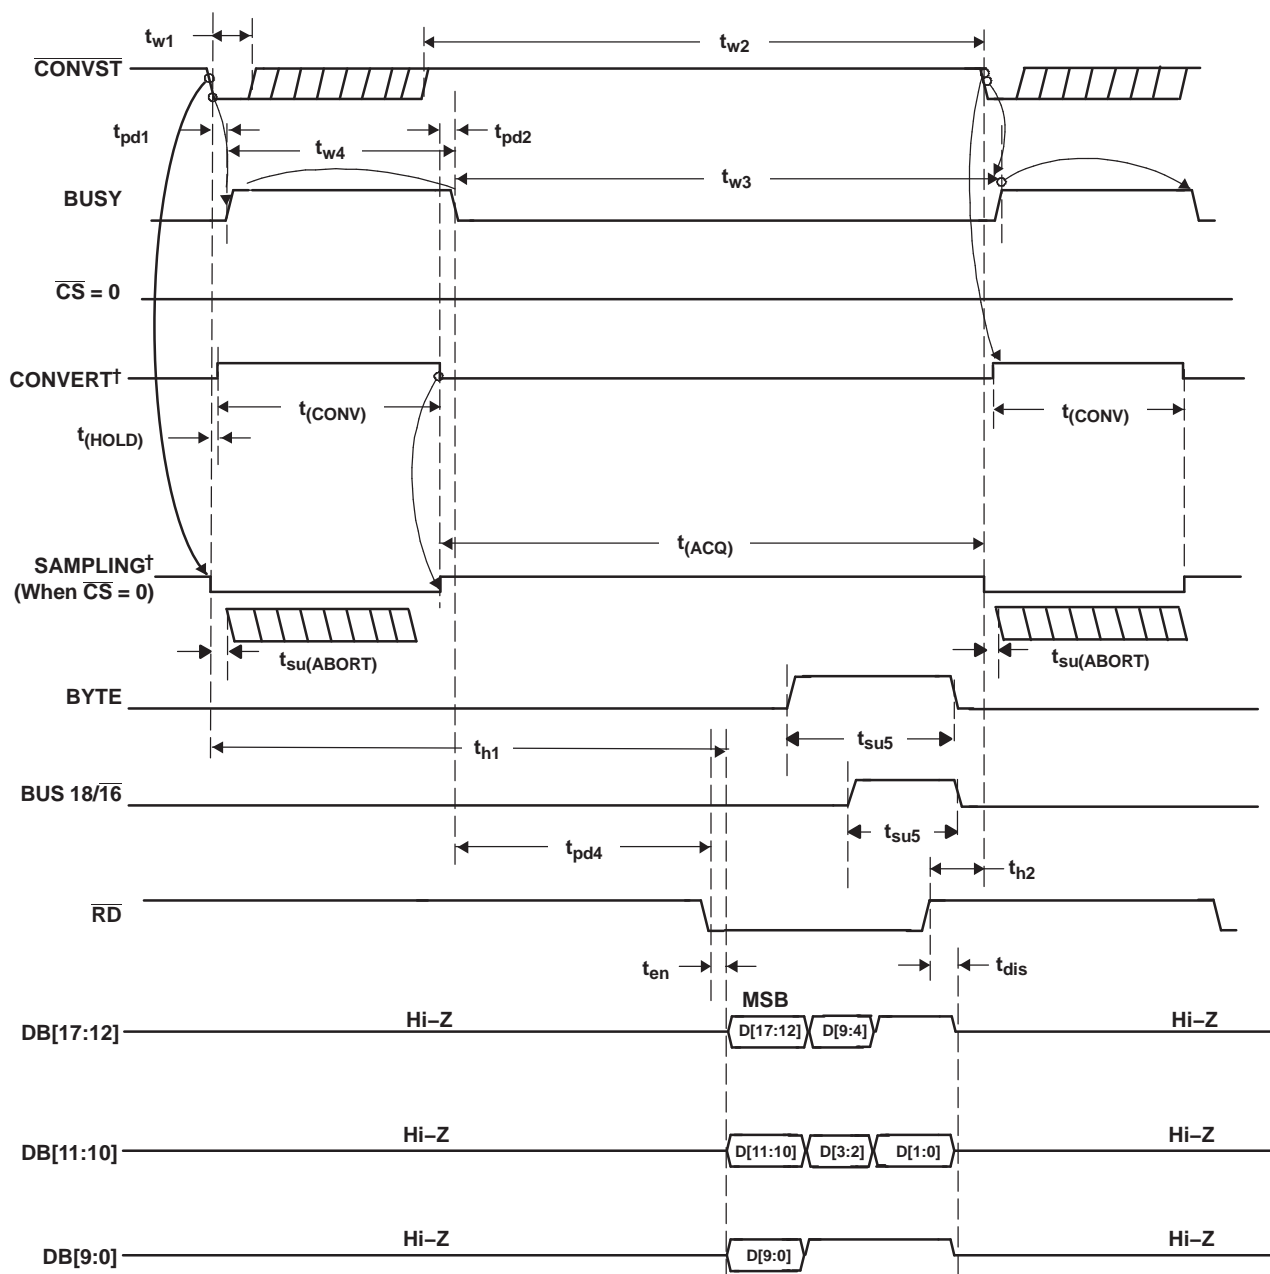 tw1
tw2
CONVST
tpd1
tw4
tpd2
tw3
BUSY
CS = 0
CONVERT†
t(CONV)
t(CONV)
t(HOLD)
t(ACQ)
SAMPLING†
(When CS = 0)
tsu(ABORT)
tsu(ABORT)
BYTE
th1
tsu5
BUS 18/16
tsu5
tpd4
th2
RD
ten
tdis
MSB
Hi–Z
Hi–Z
DB[17:12]
D[17:12]
D[9:4]
Hi–Z
Hi–Z
DB[11:10]
D[11:10]
D[3:2]
D[1:0]
Hi–Z
Hi–Z
DB[9:0]
D[9:0]